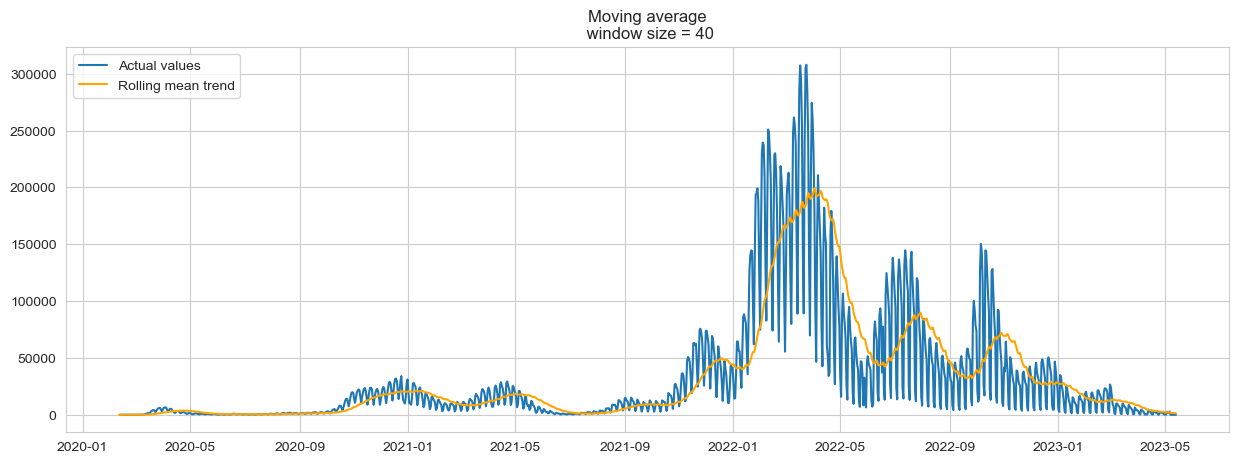 Moving average
window size = 40
Actual values
Rolling mean trend
300000
250000
200000
150000
100000
50000
0
2020-01 2020-05 2020-09 2021-01 2021-05 2021-09 2022-01 2022-05 2022-09 2023-01 2023-05